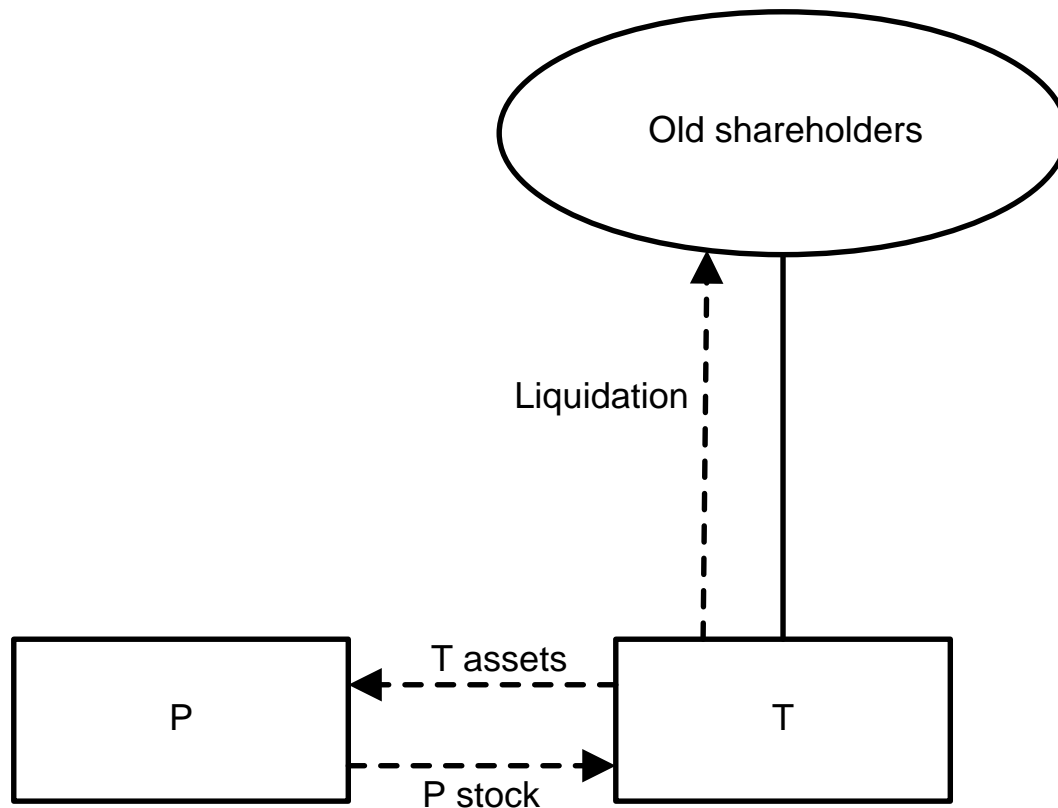 Old shareholders
Liquidation
T assets
P
T
P stock